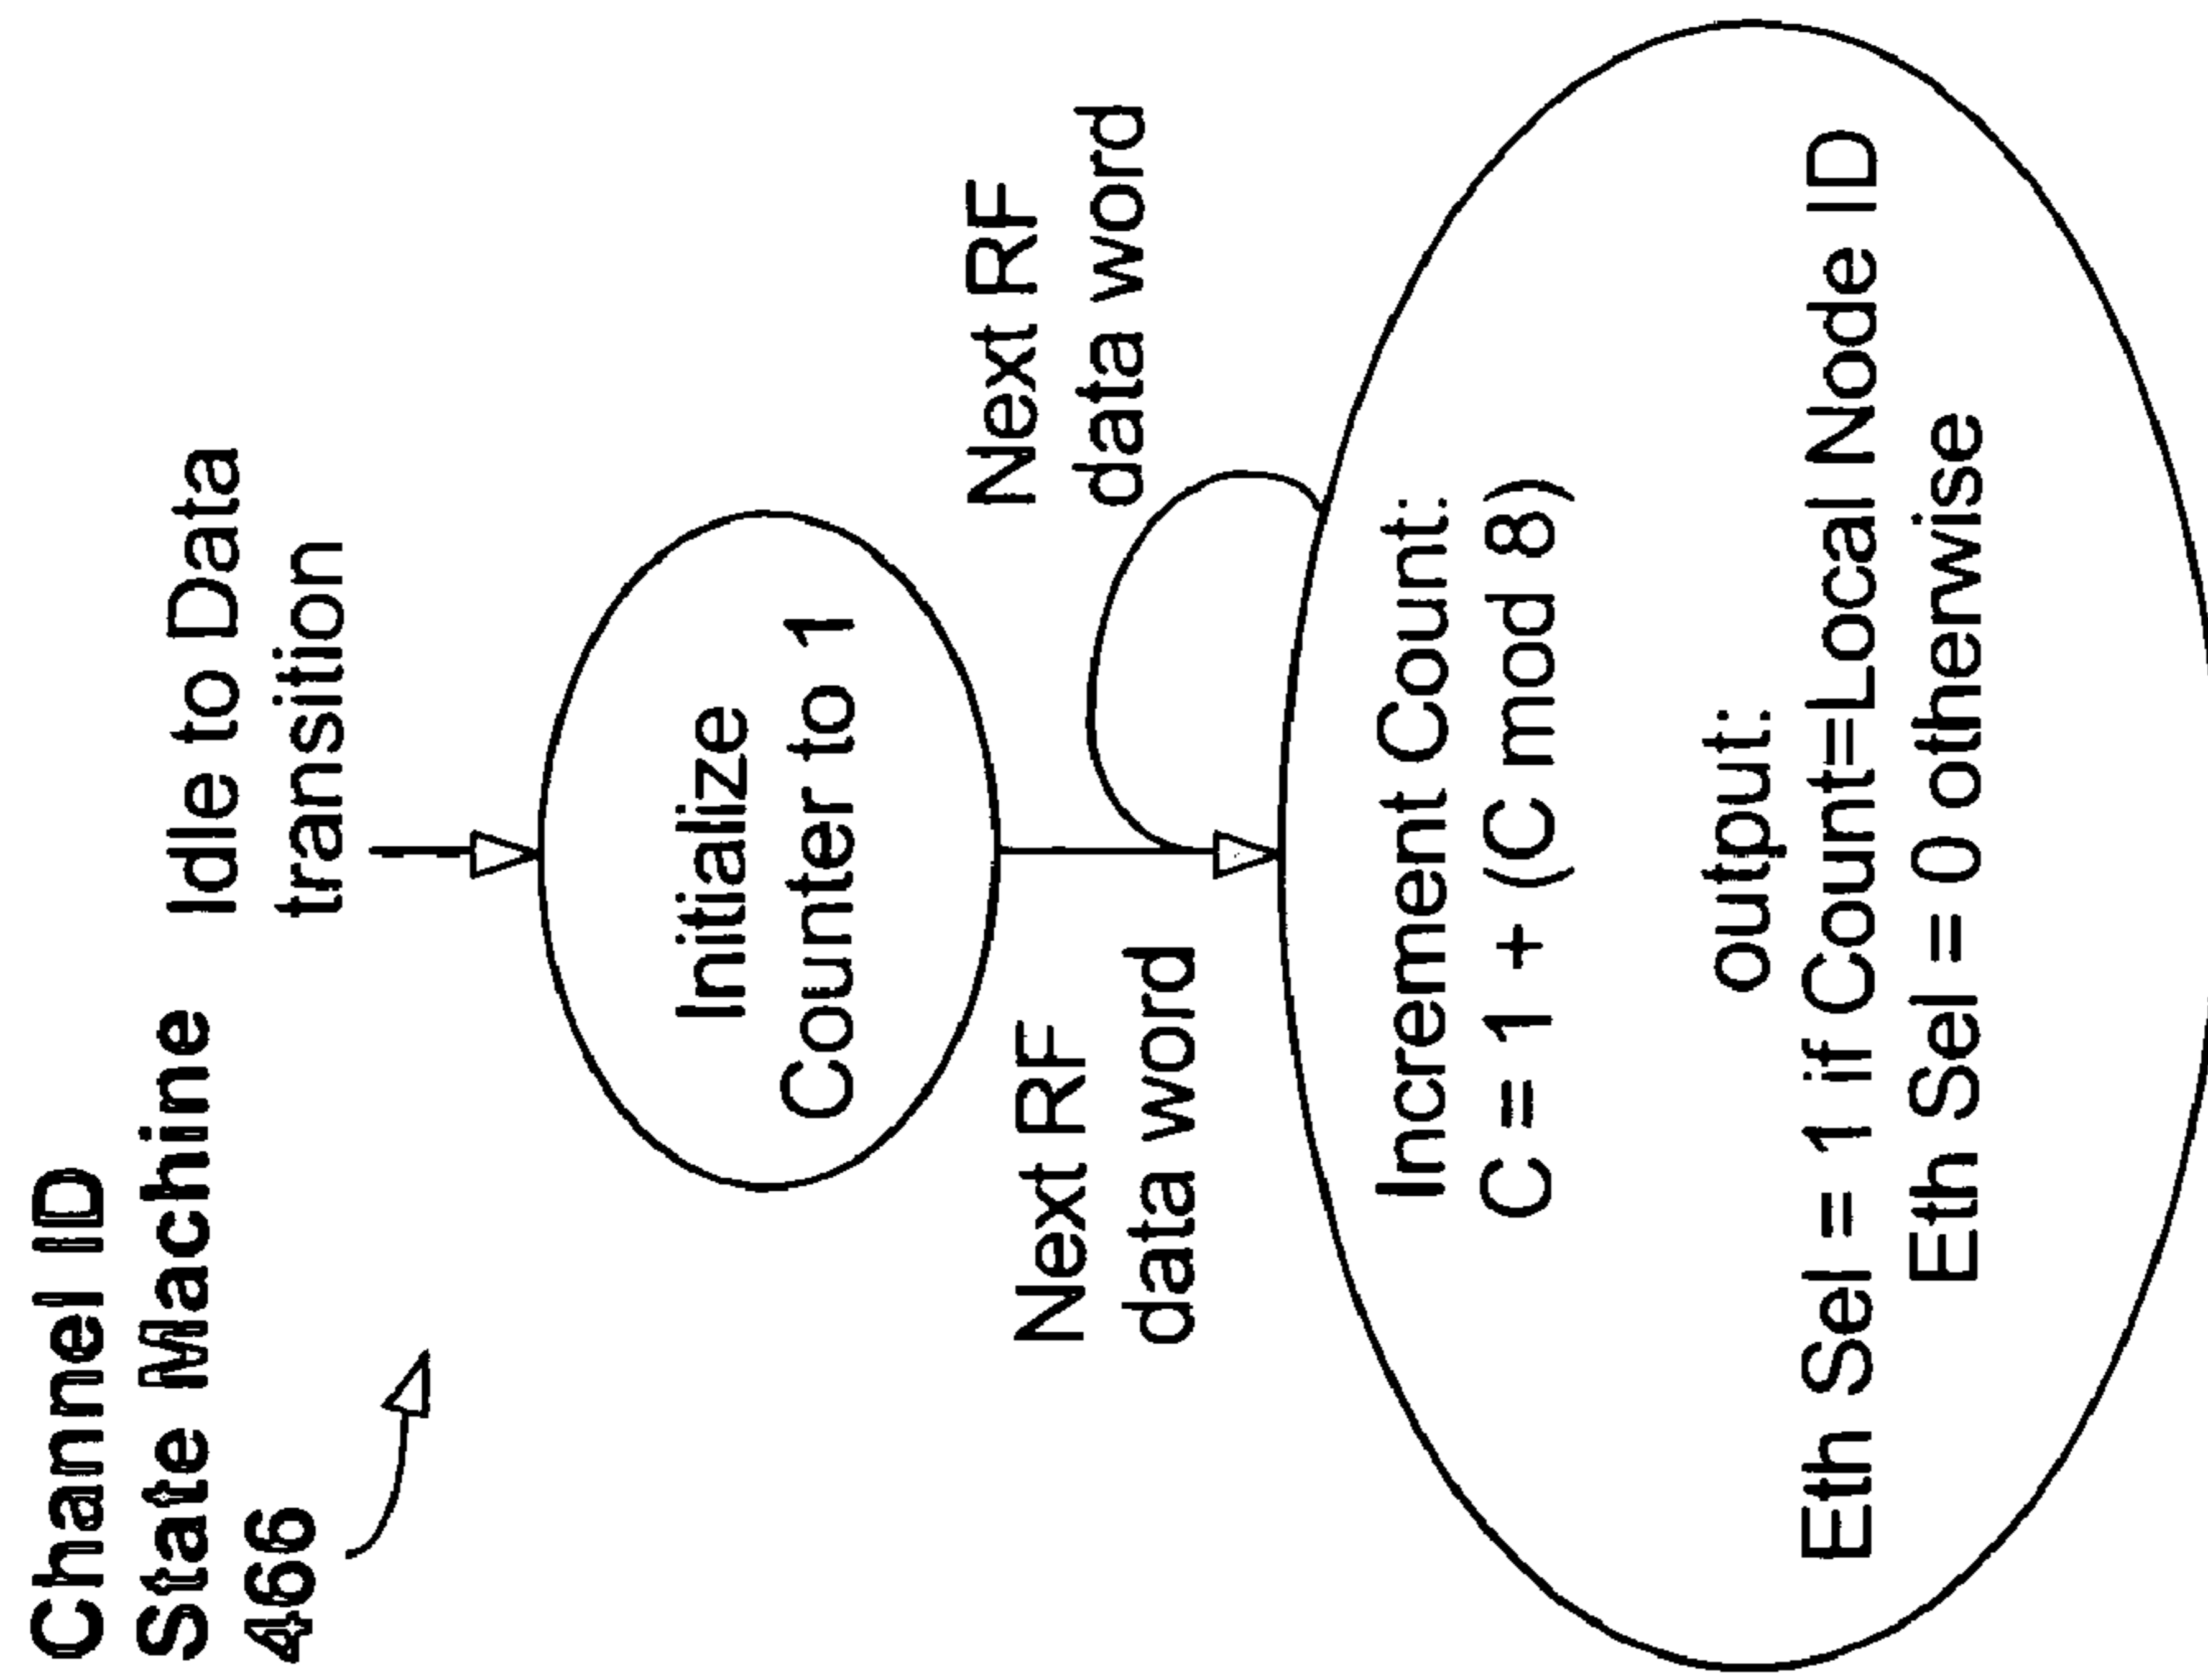 Channel ID
State Machine
466
Idle to Data
transition
Initialize
Counter to 1
Next RF
data word
Next RF
data word
Increment Count:
C = 1 + (C mod 8)
output:
Eth Sel = 1 if Count=Local Node ID
Eth Sel = 0 otherwise